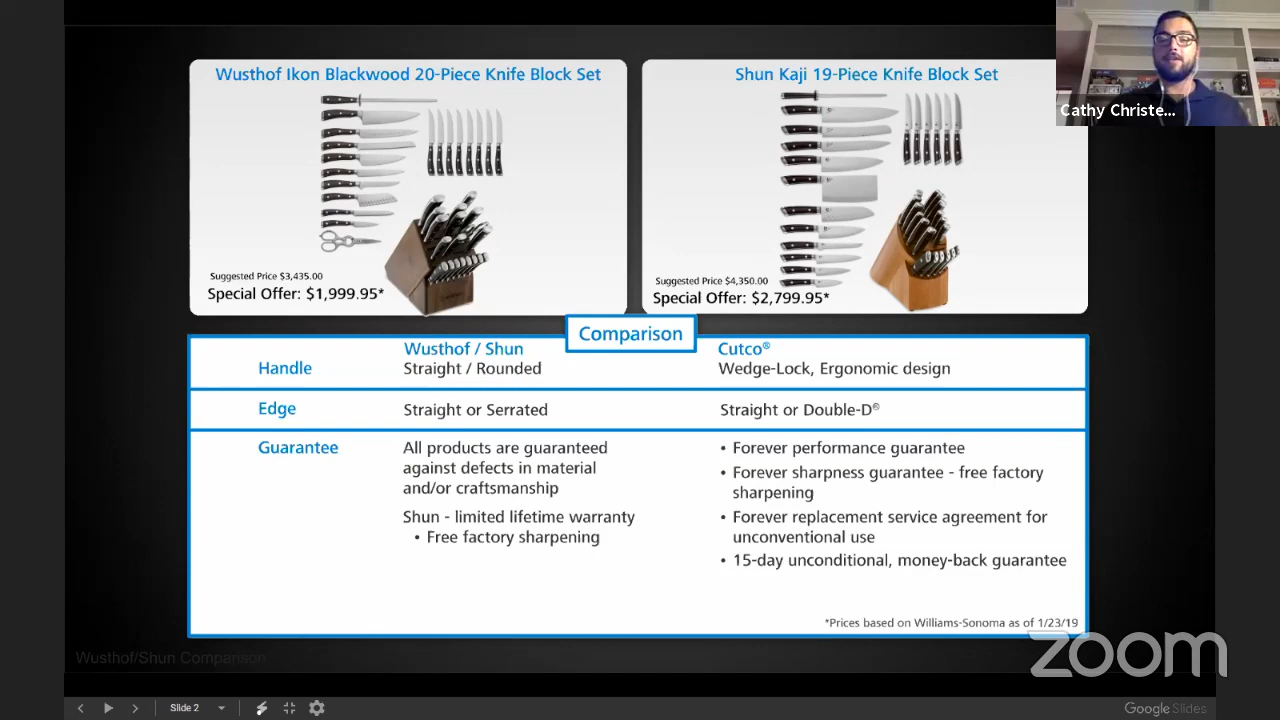 Wusthof Ikon Blackwood 20-Piece Knife Block Set
Suggested Price $3,435.00
Special Offer: $1,999.95*
Shun Kaji 19-Piece Knife Block Set
Suggested Price $4,350.00
Special Offer: $2,799.95*
Cathy Christe...
Comparison
Wusthof / Shun
Cutco®
Handle
Straight / Rounded
Wedge-Lock, Ergonomic design
Edge
Straight or Serrated
Straight or Double-D®
Guarantee
All products are guaranteed
against defects in material
and/or craftsmanship
Shun - limited lifetime warranty
• Free factory sharpening
• Forever performance guarantee
• Forever sharpness guarantee - free factory
sharpening
• Forever replacement service agreement for
unconventional use
• 15-day unconditional, money-back guarantee
*Prices based on Williams-Sonoma as of 1/23/19
Wusthof/Shun Comparison
zoom
Slide 2
Google Slides